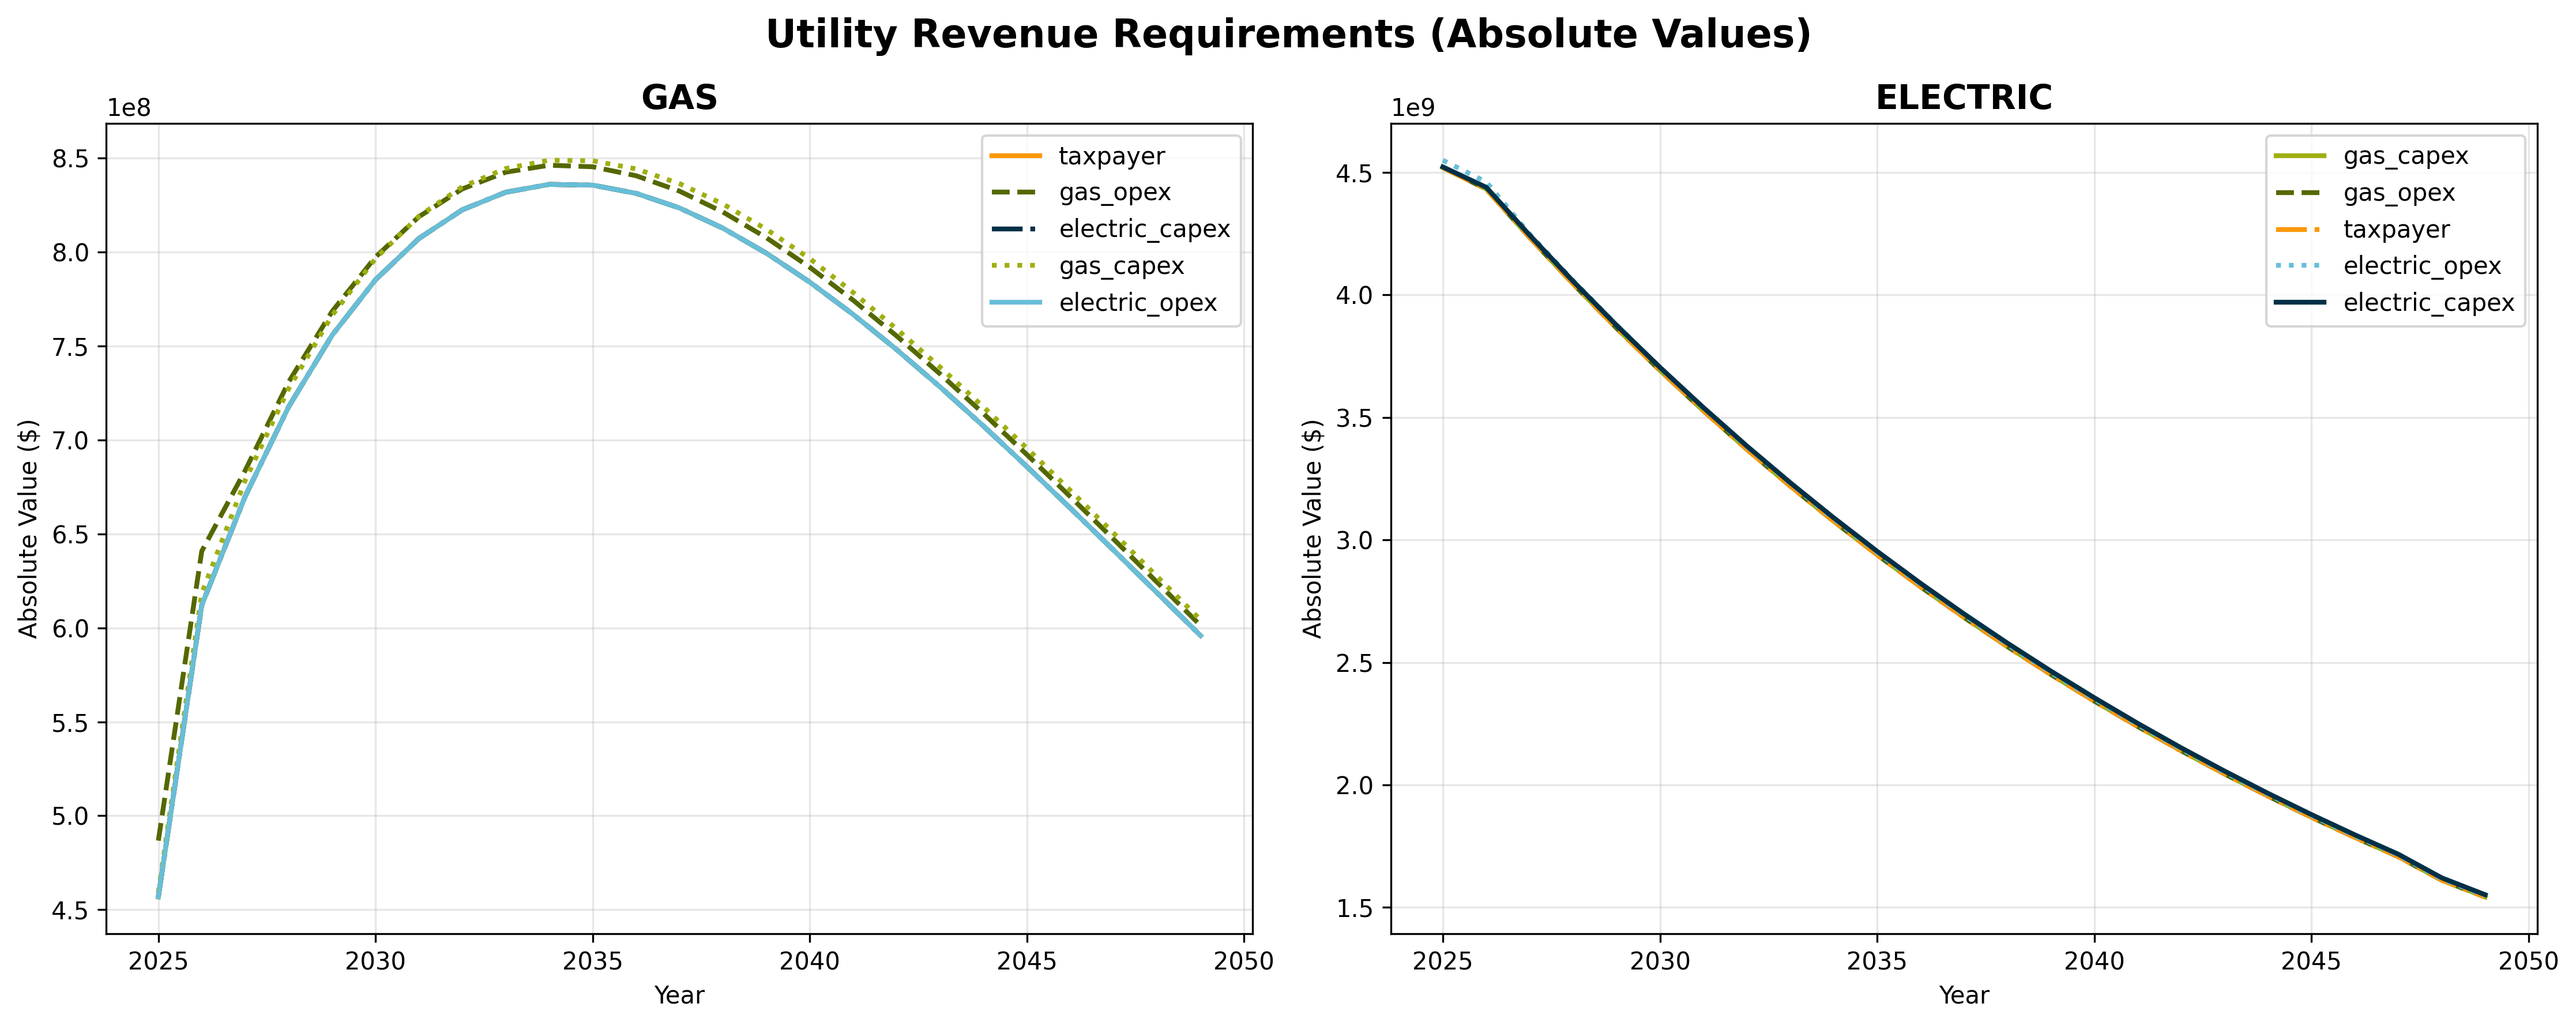 Utility Revenue Requirements (Absolute Values)
GAS
1e8
8.5
8.0
7.5
7.0
6.5
6.0
5.5
5.0
4.5
Absolute Value ($)
2025 2030 2035 2040 2045 2050
Year
taxpayer
gas_opex
electric_capex
gas_capex
electric_opex
ELECTRIC
1e9
4.5
4.0
3.5
3.0
2.5
2.0
1.5
Absolute Value ($)
2025 2030 2035 2040 2045 2050
Year
gas_capex
gas_opex
taxpayer
electric_opex
electric_capex